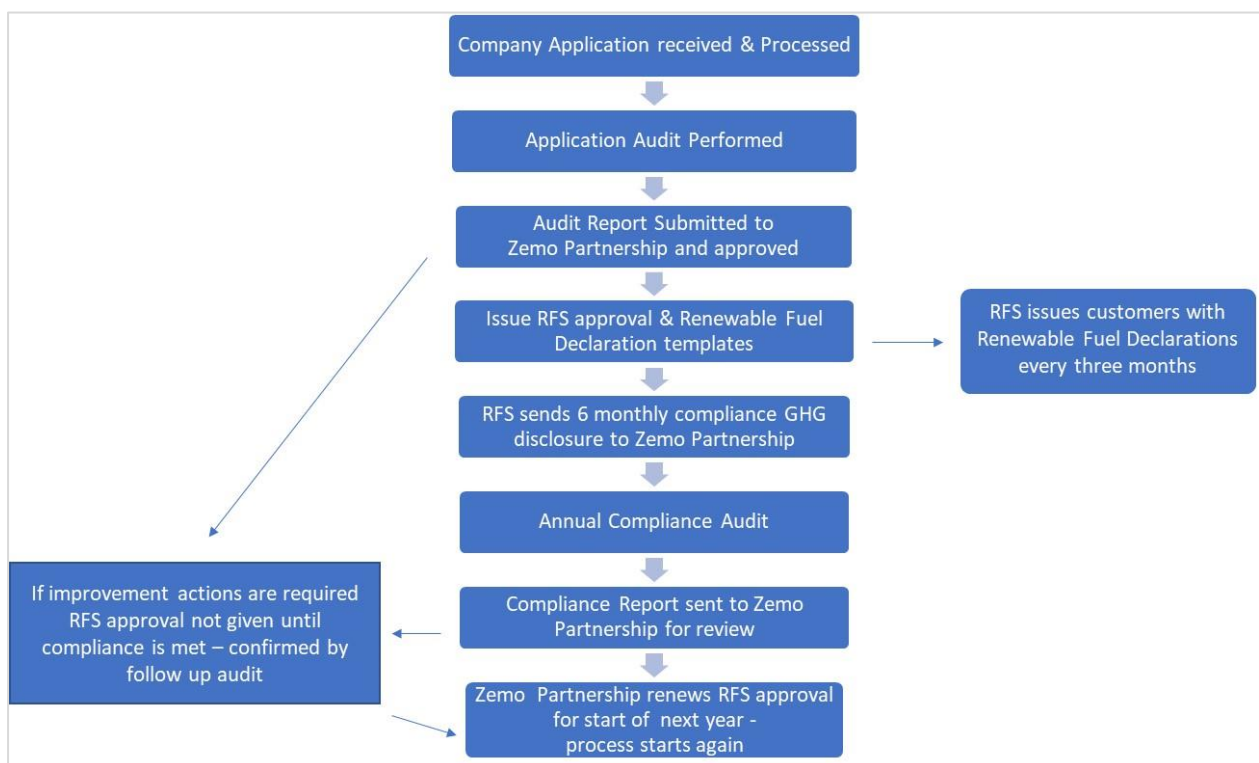 Company Application received & Processed
Application Audit Performed
Audit Report Submitted to
Zemo Partnership and approved
Issue RFS approval & Renewable Fuel
Declaration templates
RFS issues customers with
Renewable Fuel Declarations
every three months
RFS sends 6 monthly compliance GHG
disclosure to Zemo Partnership
Annual Compliance Audit
If improvement actions are required
RFS approval not given until
compliance is met – confirmed by
follow up audit
Compliance Report sent to Zemo
Partnership for review
Zemo Partnership renews RFS approval
for start of next year -
process starts again